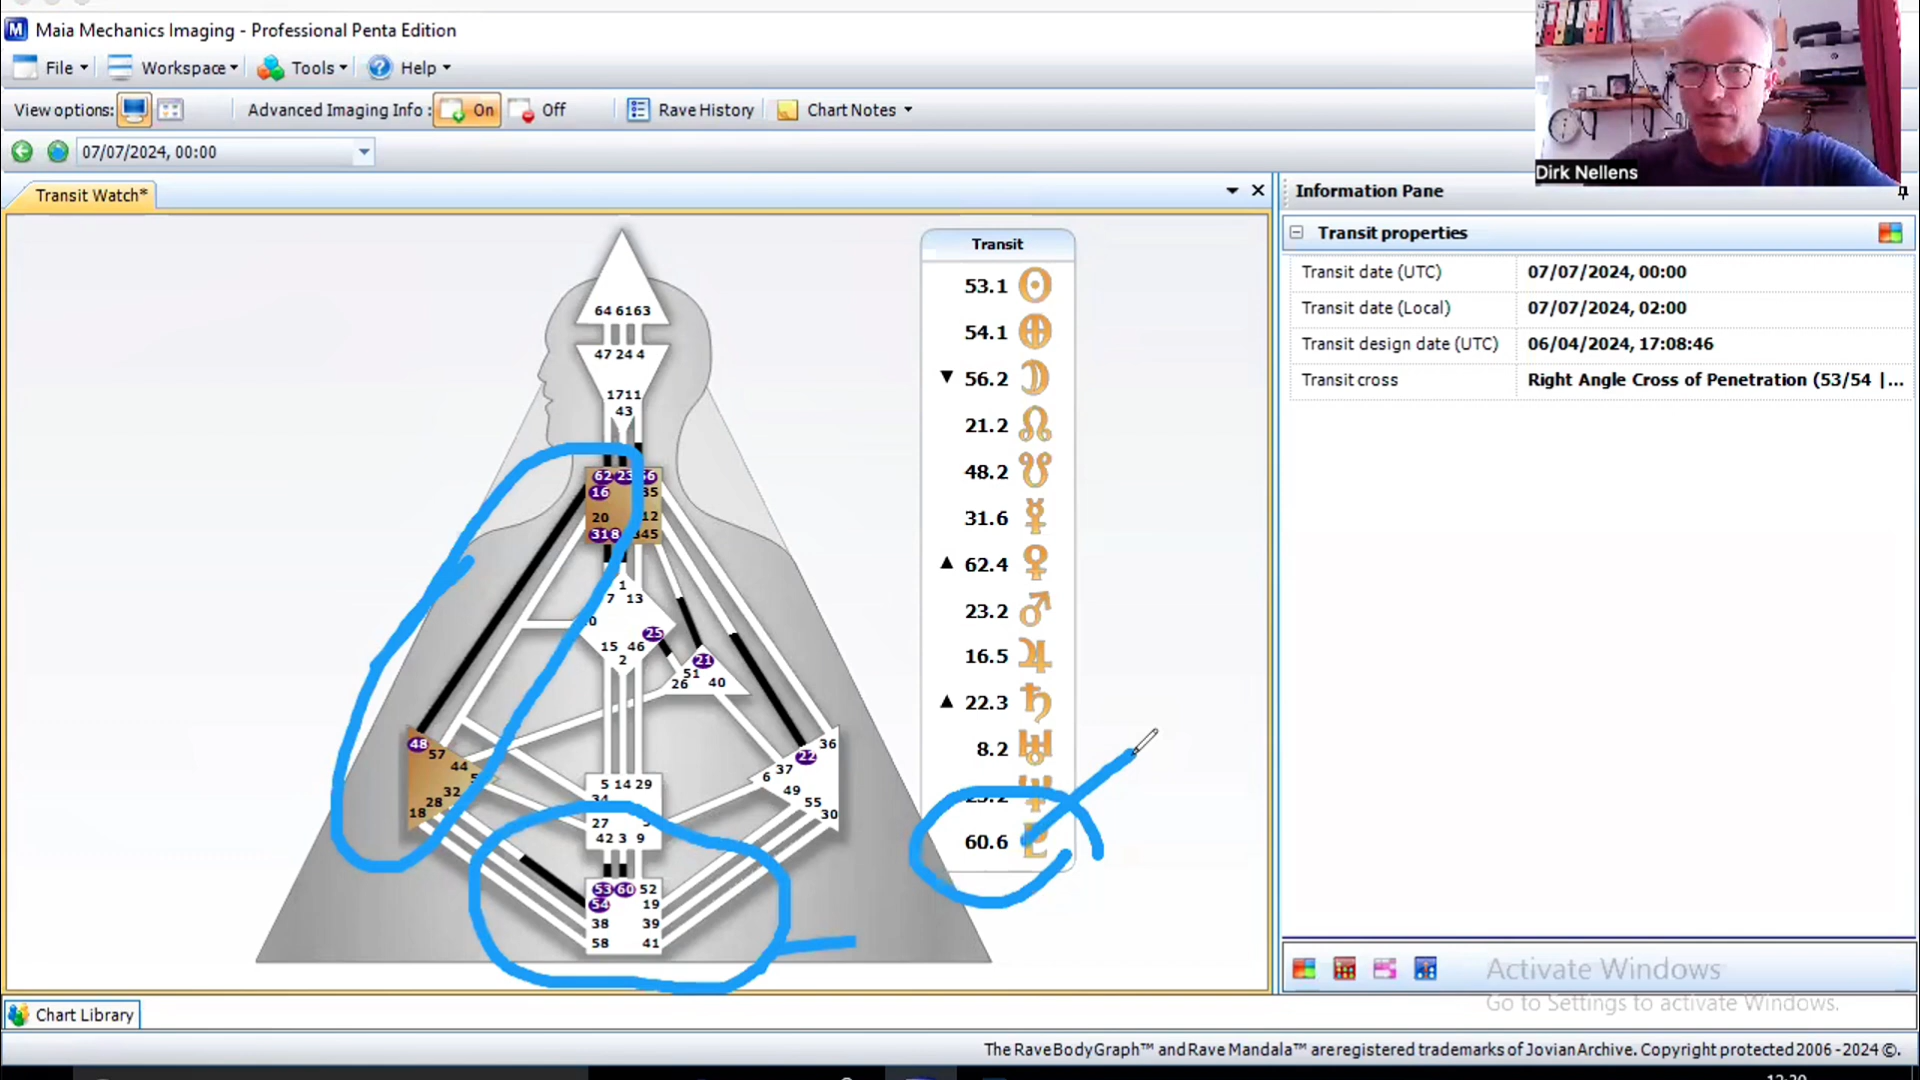 Maia Mechanics Imaging - Professional Penta Edition
File Workspace Tools Help
View options: Advanced Imaging Info : On Off Rave History Chart Notes
07/07/2024, 00:00
Dirk Nellens
Transit Watch*
Information Pane
Transit properties
Transit date (UTC) 07/07/2024, 00:00
Transit date (Local) 07/07/2024, 02:00
Transit design date (UTC) 06/04/2024, 17:08:46
Transit cross Right Angle Cross of Penetration (53/54 |...
Transit
53.1
54.1
56.2
21.2
48.2
31.6
62.4
23.2
16.5
22.3
8.2
60.6
64 61 63
47 24 4
17 11
43
62 23
16 35
20 12
31 8 45
1
7 13
25
15 46
2
21
51
26 40
48
57
44
32
28
18
36
22
37
6
49
55
30
5 14 29
27
42 3 9
53 60 52
54 19
38 39
58 41
Activate Windows
Go to Settings to activate Windows.
Chart Library
The Rave BodyGraph™ and Rave Mandala™ are registered trademarks of Jovian Archive. Copyright protected 2006 - 2024 ©.